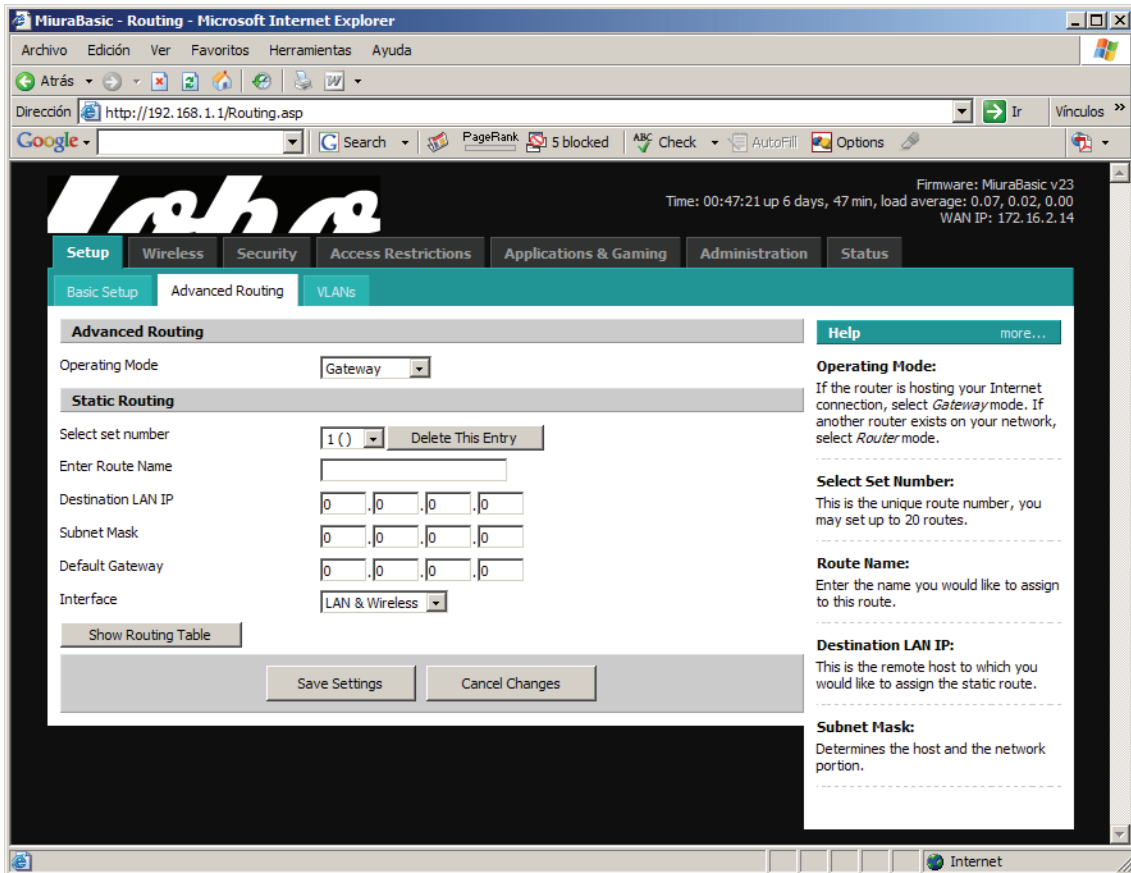 MiuraBasic - Routing - Microsoft Internet Explorer
Archivo Edición Ver Favoritos Herramientas Ayuda
Atrás
Dirección http://192.168.1.1/Routing.asp Ir Vínculos »
Google Search PageRank 5 blocked ABC Check AutoFill Options
Lobo
Firmware: MiuraBasic v23
Time: 00:47:21 up 6 days, 47 min, load average: 0.07, 0.02, 0.00
WAN IP: 172.16.2.14
Setup Wireless Security Access Restrictions Applications & Gaming Administration Status
Basic Setup Advanced Routing VLANs
Advanced Routing
Operating Mode Gateway
Static Routing
Select set number 1 () Delete This Entry
Enter Route Name
Destination LAN IP 0 .0 .0 .0
Subnet Mask 0 .0 .0 .0
Default Gateway 0 .0 .0 .0
Interface LAN & Wireless
Show Routing Table
Save Settings Cancel Changes
Help more...
Operating Mode:
If the router is hosting your Internet
connection, select Gateway mode. If
another router exists on your network,
select Router mode.
Select Set Number:
This is the unique route number, you
may set up to 20 routes.
Route Name:
Enter the name you would like to assign
to this route.
Destination LAN IP:
This is the remote host to which you
would like to assign the static route.
Subnet Mask:
Determines the host and the network
portion.
Internet